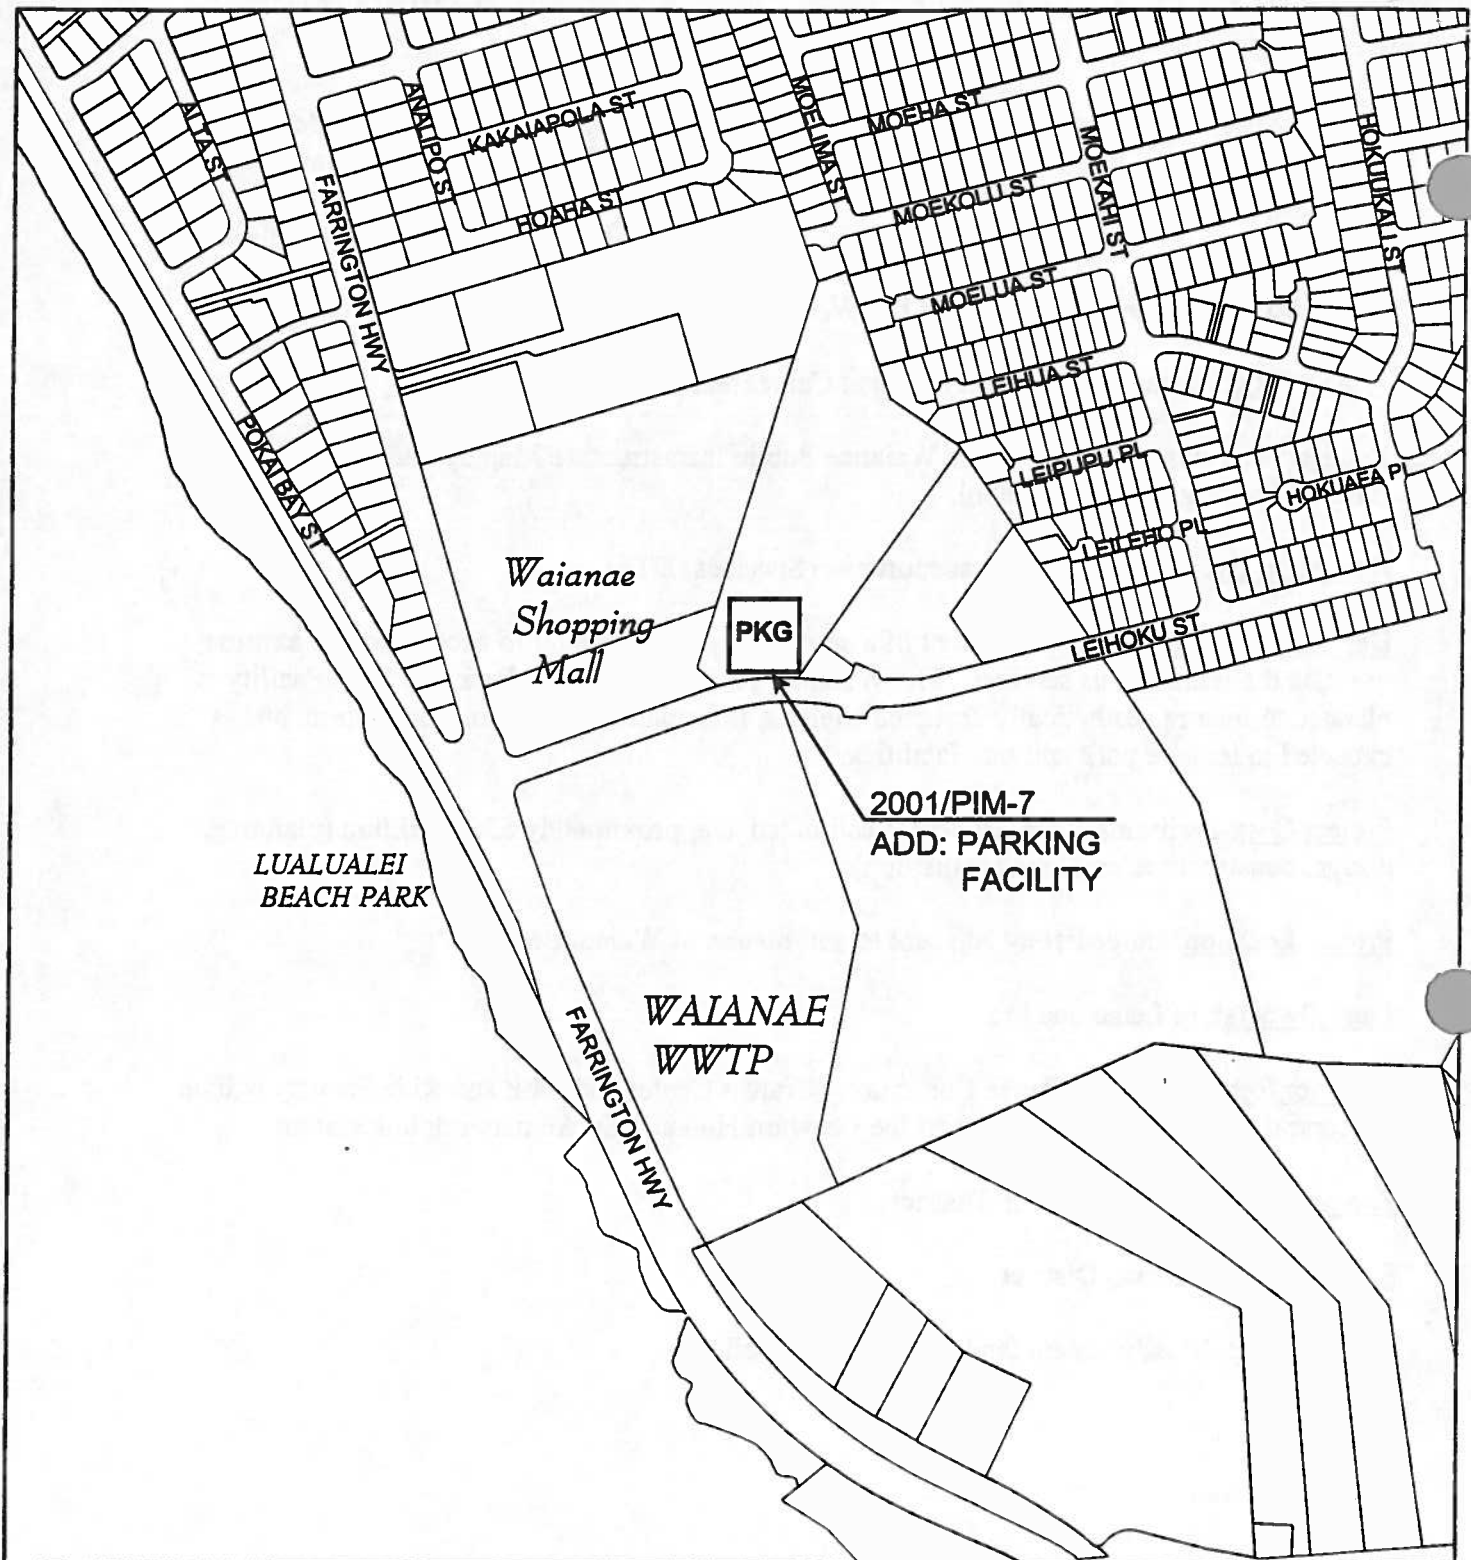 ALTA ST
FARRINGTON HWY
ANALIPO ST
KAKAIAPOLA ST
HOAHA ST
MOELIMA ST
MOEHA ST
MOEKOLU ST
MOEKAHI ST
HOKUUKALI ST
MOELUA ST
LEIHUA ST
LEIPUPU PL
HOKUAEA PL
LEILEHO PL
LEIHOKU ST
POKAI BAY ST
Waianae
Shopping
Mall
PKG
2001/PIM-7
ADD: PARKING
FACILITY
LUALUALEI
BEACH PARK
WAIANAE
WWTP
FARRINGTON HWY